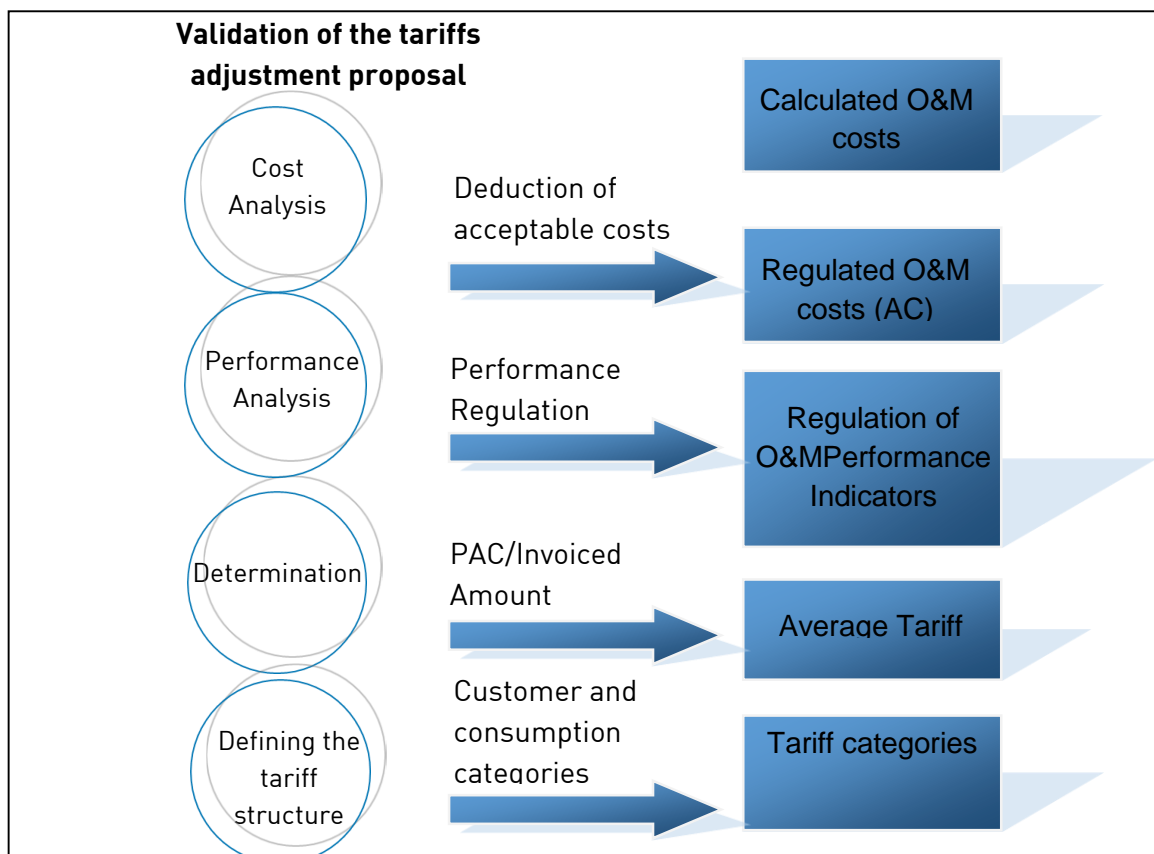 Validation of the tariffs
adjustment proposal
Calculated O&M
costs
Cost
Analysis
Deduction of
acceptable costs
Regulated O&M
costs (AC)
Performance
Analysis
Performance
Regulation
Regulation of
O&MPerformance
Indicators
Determination
PAC/Invoiced
Amount
Average Tariff
Defining the
tariff
structure
Customer and
consumption
categories
Tariff categories